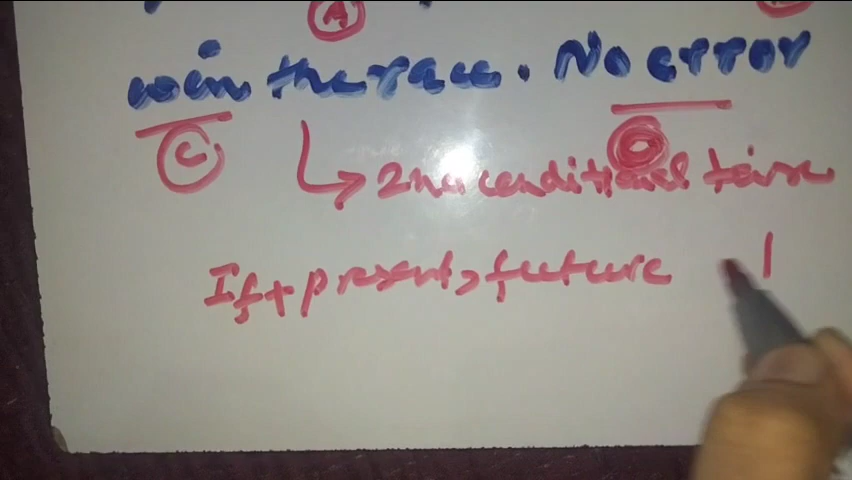 A
win the race. No error
C
2nd conditional tense
If + present, future